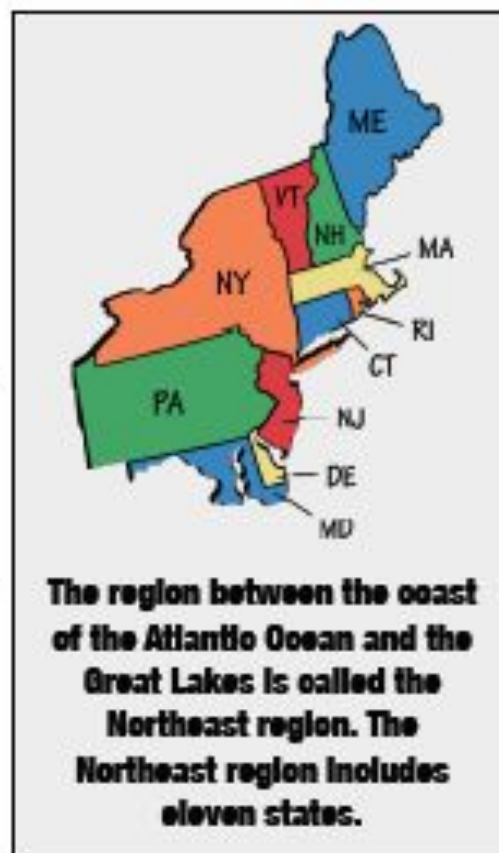 ME
VT
NH
MA
NY
RI
CT
PA
NJ
DE
MD
The region between the coast
of the Atlantic Ocean and the
Great Lakes is called the
Northeast region. The
Northeast region includes
eleven states.